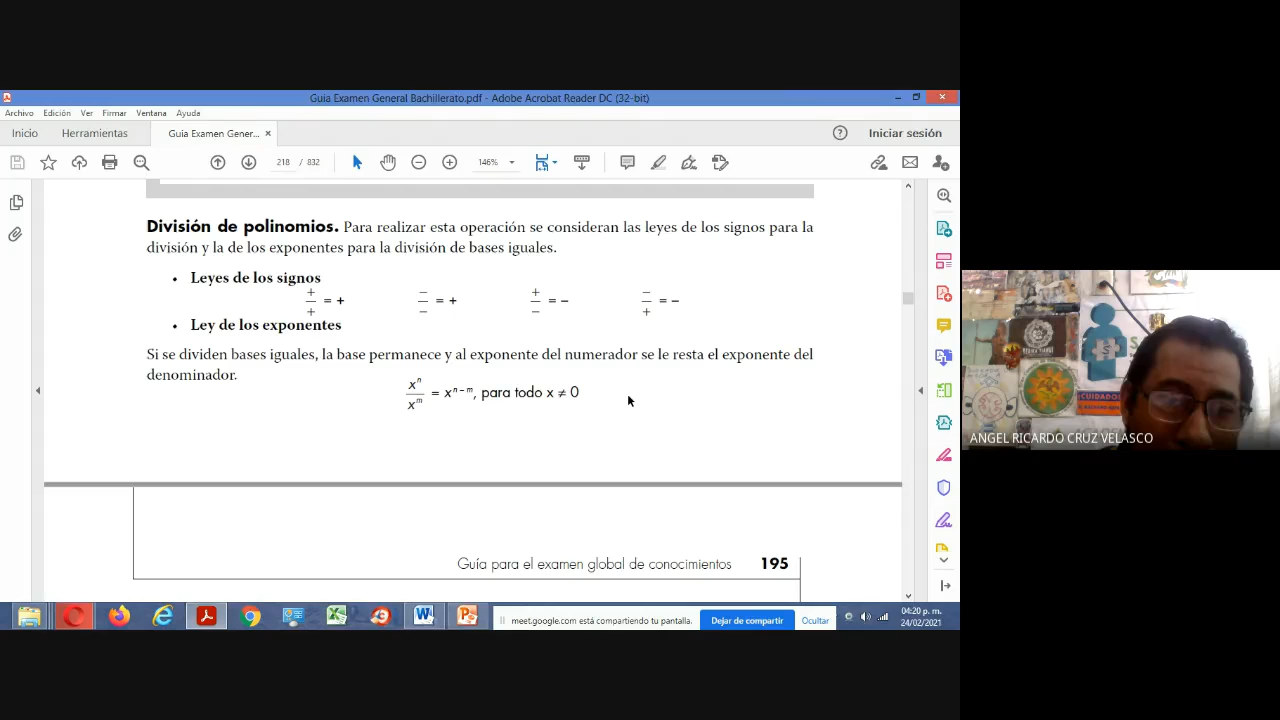 Guia Examen General Bachillerato.pdf - Adobe Acrobat Reader DC (32-bit)
Archivo Edición Ver Firmar Ventana Ayuda
Inicio Herramientas Guia Examen Gener... × Iniciar sesión
218 / 832 146%
División de polinomios. Para realizar esta operación se consideran las leyes de los signos para la
división y la de los exponentes para la división de bases iguales.
• Leyes de los signos
+/+ = + −/− = + +/− = − −/+ = −
• Ley de los exponentes
Si se dividen bases iguales, la base permanece y al exponente del numerador se le resta el exponente del
denominador.
xⁿ/xᵐ = xⁿ⁻ᵐ, para todo x ≠ 0
Guía para el examen global de conocimientos 195
meet.google.com está compartiendo tu pantalla. Dejar de compartir Ocultar
04:20 p. m.
24/02/2021
ANGEL RICARDO CRUZ VELASCO